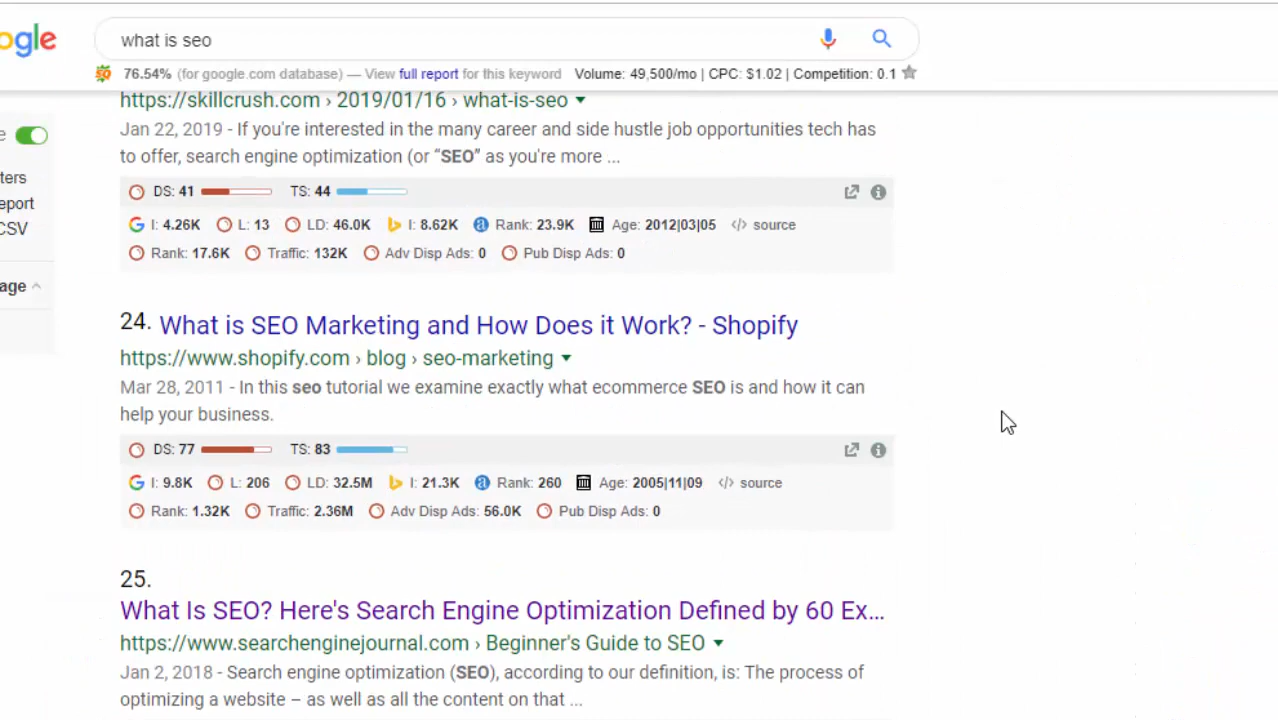 ogle
what is seo
76.54% (for google.com database) — View full report for this keyword Volume: 49,500/mo | CPC: $1.02 | Competition: 0.1
https://skillcrush.com › 2019/01/16 › what-is-seo
Jan 22, 2019 - If you're interested in the many career and side hustle job opportunities tech has
to offer, search engine optimization (or “SEO” as you're more ...
e
ters
eport
CSV
age
DS: 41 TS: 44
I: 4.26K L: 13 LD: 46.0K I: 8.62K Rank: 23.9K Age: 2012|03|05 </> source
Rank: 17.6K Traffic: 132K Adv Disp Ads: 0 Pub Disp Ads: 0
24. What is SEO Marketing and How Does it Work? - Shopify
https://www.shopify.com › blog › seo-marketing
Mar 28, 2011 - In this seo tutorial we examine exactly what ecommerce SEO is and how it can
help your business.
DS: 77 TS: 83
I: 9.8K L: 206 LD: 32.5M I: 21.3K Rank: 260 Age: 2005|11|09 </> source
Rank: 1.32K Traffic: 2.36M Adv Disp Ads: 56.0K Pub Disp Ads: 0
25.
What Is SEO? Here's Search Engine Optimization Defined by 60 Ex...
https://www.searchenginejournal.com › Beginner's Guide to SEO
Jan 2, 2018 - Search engine optimization (SEO), according to our definition, is: The process of
optimizing a website – as well as all the content on that ...